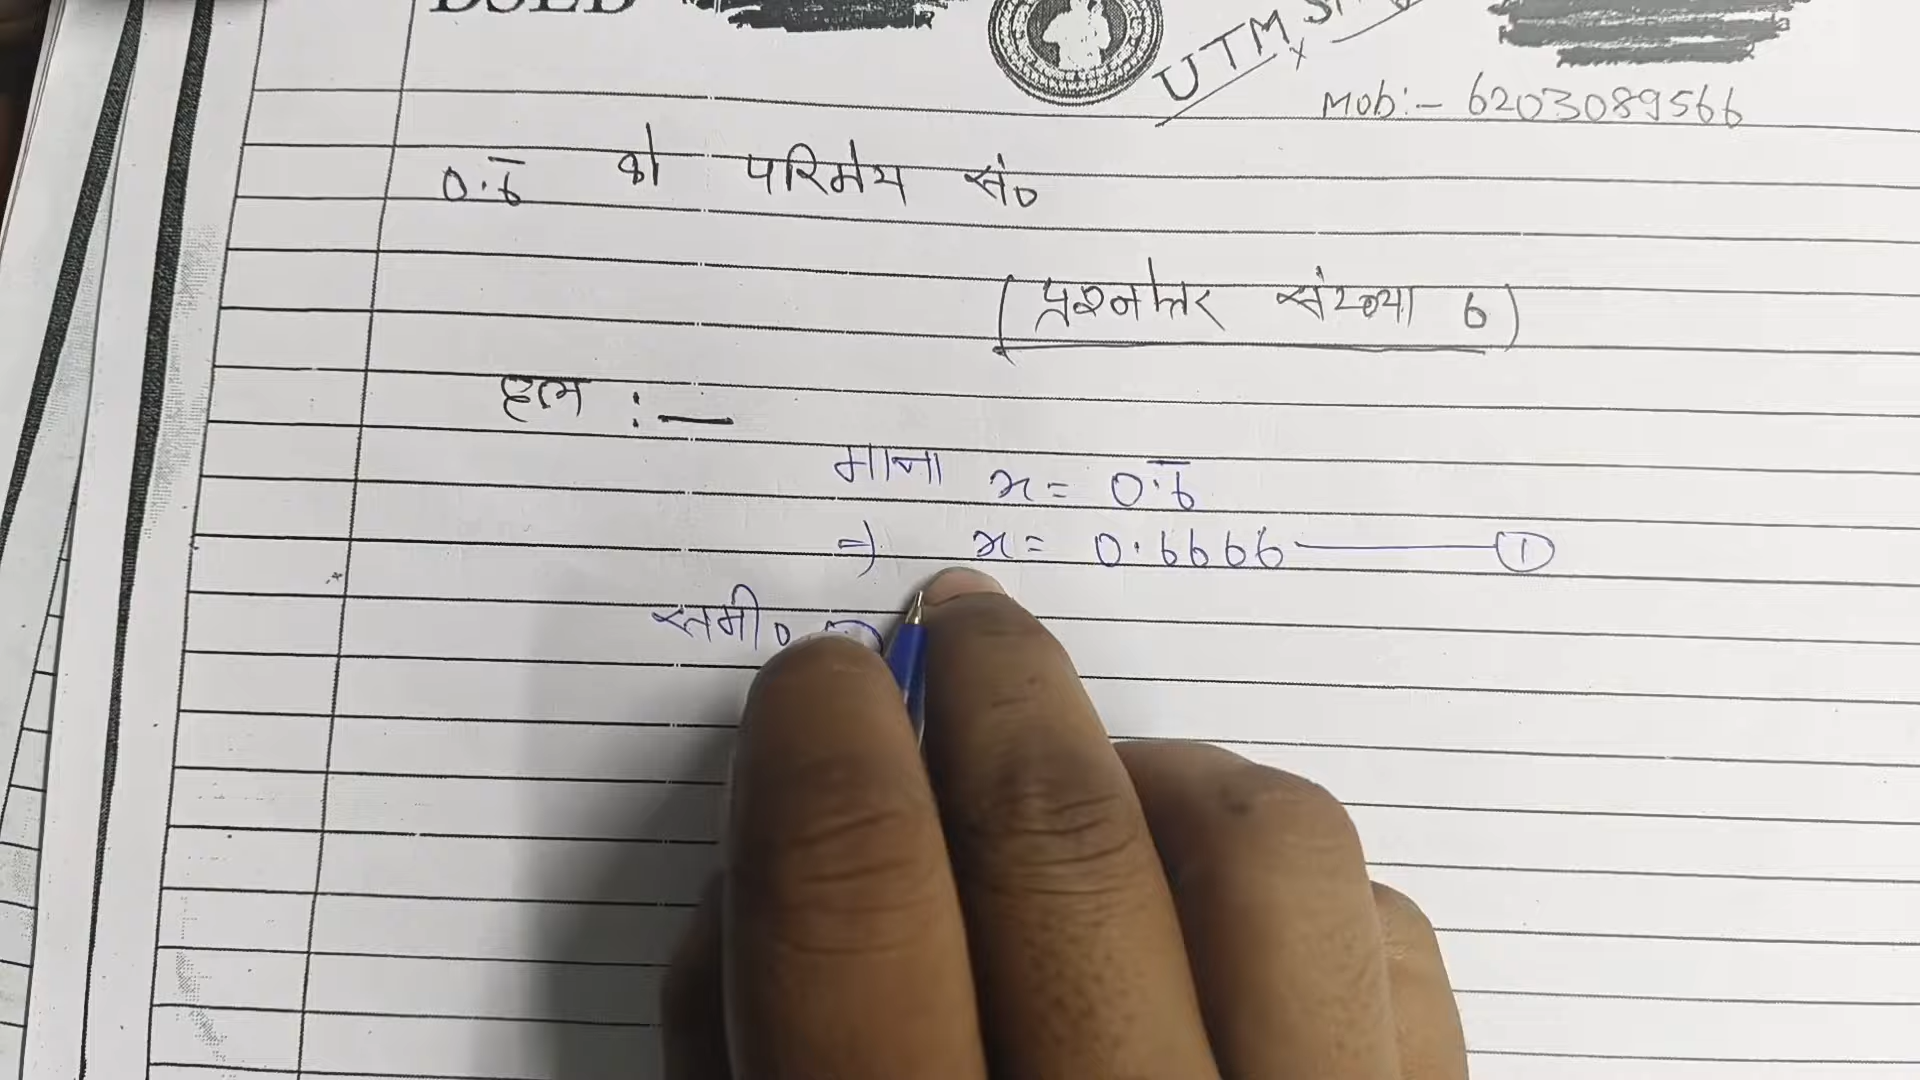 UTM
Mob:- 6203089566
0.6̅ को परिमेय सं०
(प्रश्नोत्तर संख्या 6)
हल :—
माना x = 0.6̅
⇒ x = 0.6666 ——— ①
समी०